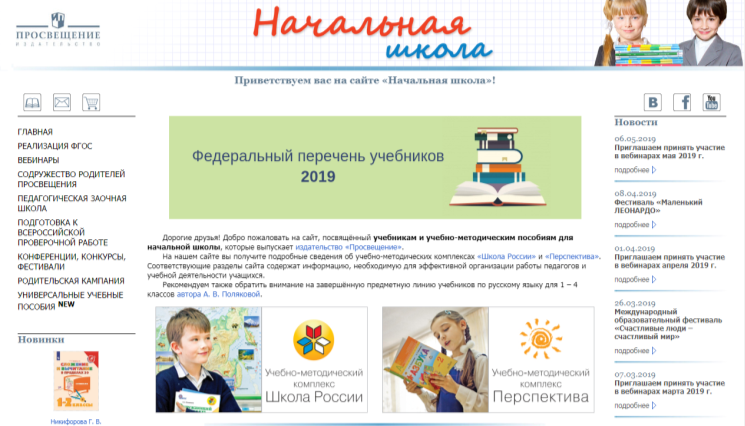 ПРОСВЕЩЕНИЕ
ИЗДАТЕЛЬСТВО
Начальная
школа
Приветствуем вас на сайте «Начальная школа»!
ГЛАВНАЯ
РЕАЛИЗАЦИЯ ФГОС
ВЕБИНАРЫ
СОДРУЖЕСТВО РОДИТЕЛЕЙ
ПРОСВЕЩЕНИЯ
ПЕДАГОГИЧЕСКАЯ ЗАОЧНАЯ
ШКОЛА
ПОДГОТОВКА К
ВСЕРОССИЙСКОЙ
ПРОВЕРОЧНОЙ РАБОТЕ
КОНФЕРЕНЦИИ, КОНКУРСЫ,
ФЕСТИВАЛИ
РОДИТЕЛЬСКАЯ КАМПАНИЯ
УНИВЕРСАЛЬНЫЕ УЧЕБНЫЕ
ПОСОБИЯ NEW
Новинки
1-2 классы
Никифорова Г. В.
Федеральный перечень учебников
2019
Дорогие друзья! Добро пожаловать на сайт, посвящённый учебникам и учебно-методическим пособиям для
начальной школы, которые выпускает издательство «Просвещение».
На нашем сайте вы получите подробные сведения об учебно-методических комплексах «Школа России» и «Перспектива».
Соответствующие разделы сайта содержат информацию, необходимую для эффективной организации работы педагогов и
учебной деятельности учащихся.
Рекомендуем также обратить внимание на завершённую предметную линию учебников по русскому языку для 1 – 4
классов автора А. В. Поляковой.
Учебно-методический
комплекс
Школа России
АЗБУКА
Учебно-методический
комплекс
Перспектива
B
f
You
Tube
Новости
06.05.2019
Приглашаем принять участие
в вебинарах мая 2019 г.
подробнее
08.04.2019
Фестиваль «Маленький
ЛЕОНАРДО»
подробнее
01.04.2019
Приглашаем принять участие
в вебинарах апреля 2019 г.
подробнее
26.03.2019
Международный
образовательный фестиваль
«Счастливые люди –
счастливый мир»
подробнее
07.03.2019
Приглашаем принять участие
в вебинарах марта 2019 г.
подробнее